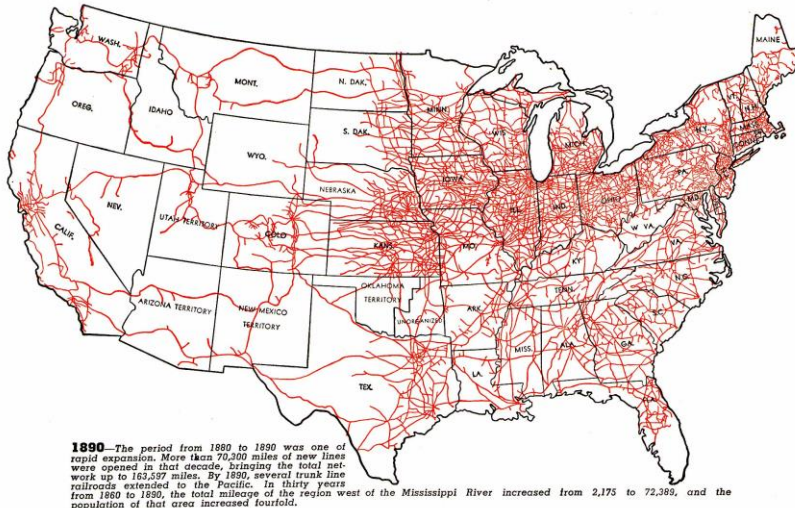 WASH.
MAINE
MONT.
N. DAK.
OREG.
IDAHO
MINN.
VT.
N.H.
N.Y.
MASS.
CONN.
S. DAK.
WIS.
MICH.
WYO.
IOWA
PA.
NEBRASKA
NEV.
UTAH TERRITORY
COLO
ILL.
IND.
OHIO
MD.
CALIF.
KANS.
MO.
W VA.
VA.
KY
OKLAHOMA
TERRITORY
TENN.
N.C.
ARIZONA TERRITORY
NEW MEXICO
TERRITORY
UNORGANIZED
ARK.
S.C.
MISS.
ALA.
GA.
TEX.
LA.
FLA.
1890—The period from 1880 to 1890 was one of
rapid expansion. More than 70,300 miles of new lines
were opened in that decade, bringing the total net-
work up to 163,597 miles. By 1890, several trunk line
railroads extended to the Pacific. In thirty years
from 1860 to 1890, the total mileage of the region west of the Mississippi River increased from 2,175 to 72,389, and the
population of that area increased fourfold.